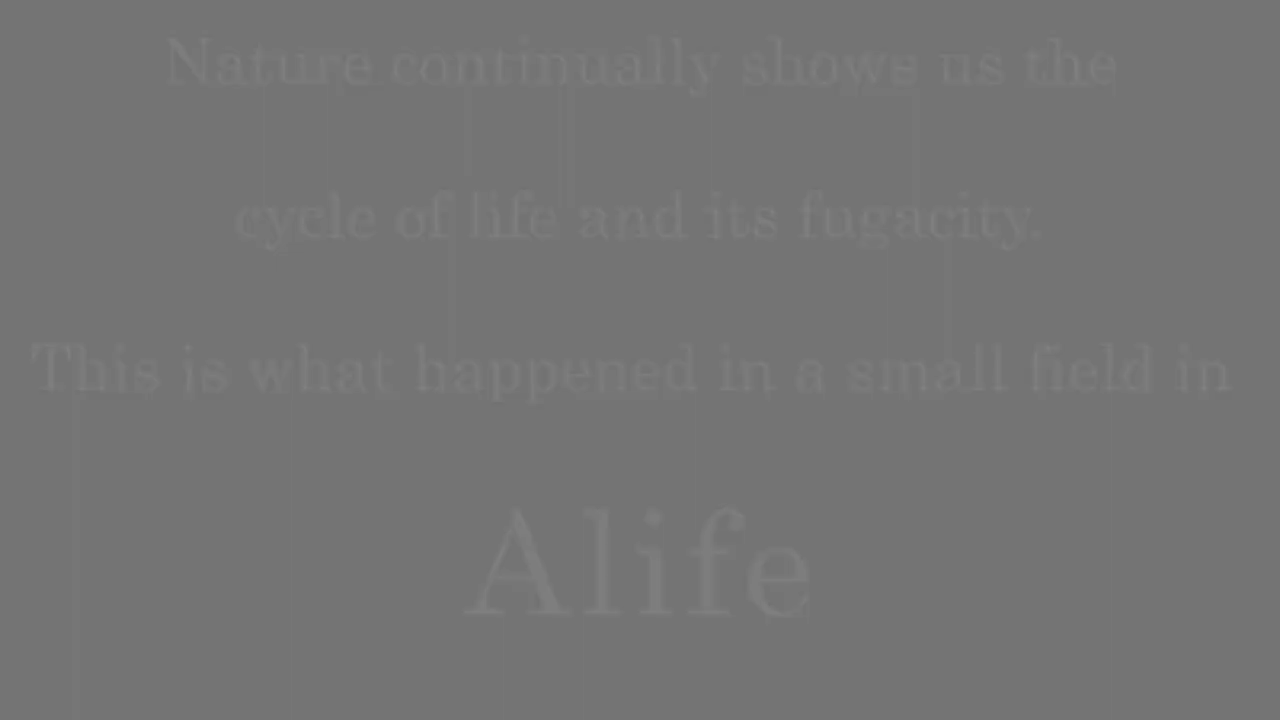 Nature continually shows us the
cycle of life and its fugacity.
This is what happened in a small field in
Alife